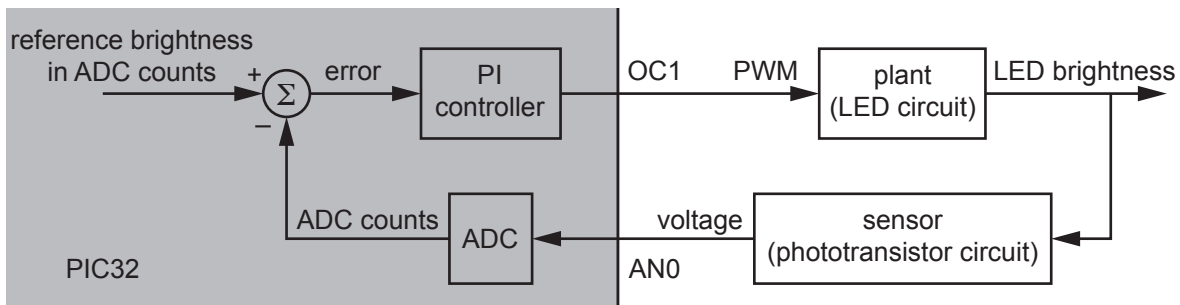 reference brightness
in ADC counts
+
−
Σ
error
PI
controller
OC1
PWM
plant
(LED circuit)
LED brightness
ADC counts
ADC
voltage
AN0
sensor
(phototransistor circuit)
PIC32